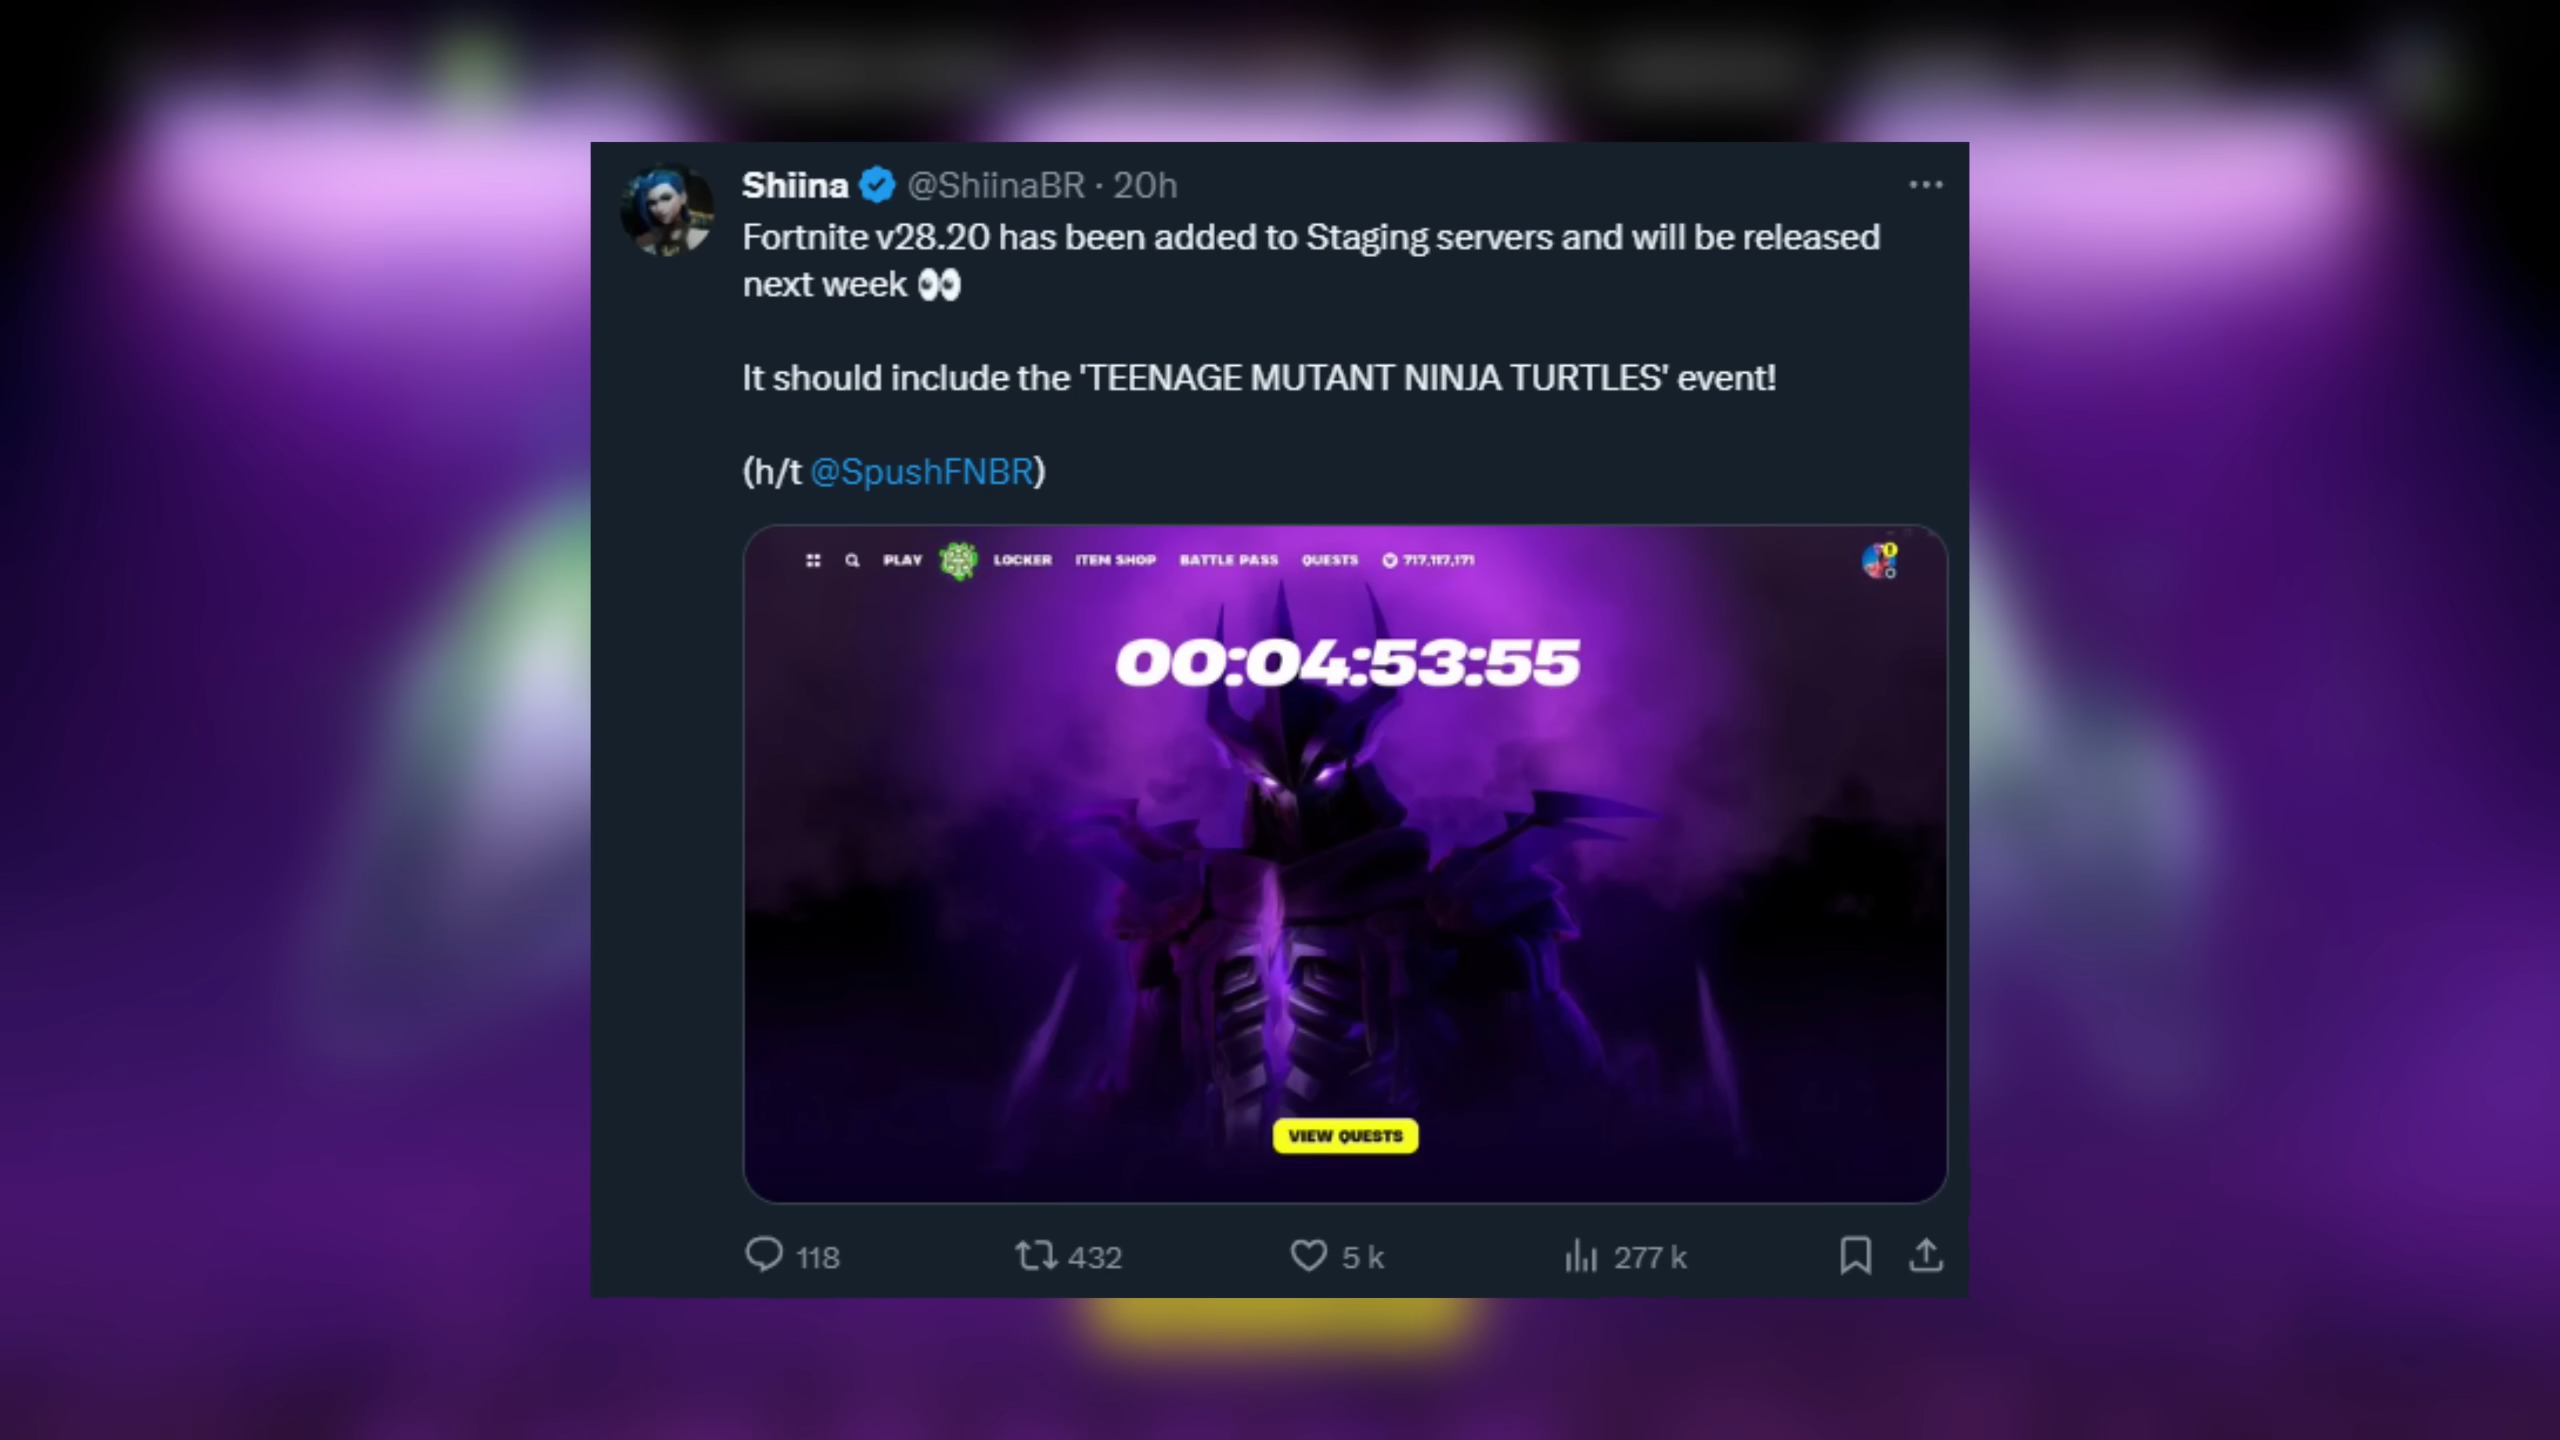 Shiina @ShiinaBR · 20h
Fortnite v28.20 has been added to Staging servers and will be released
next week 👀
It should include the 'TEENAGE MUTANT NINJA TURTLES' event!
(h/t @SpushFNBR)
PLAY LOCKER ITEM SHOP BATTLE PASS QUESTS 717,117,171
00:04:53:55
VIEW QUESTS
118 432 5 k 277 k